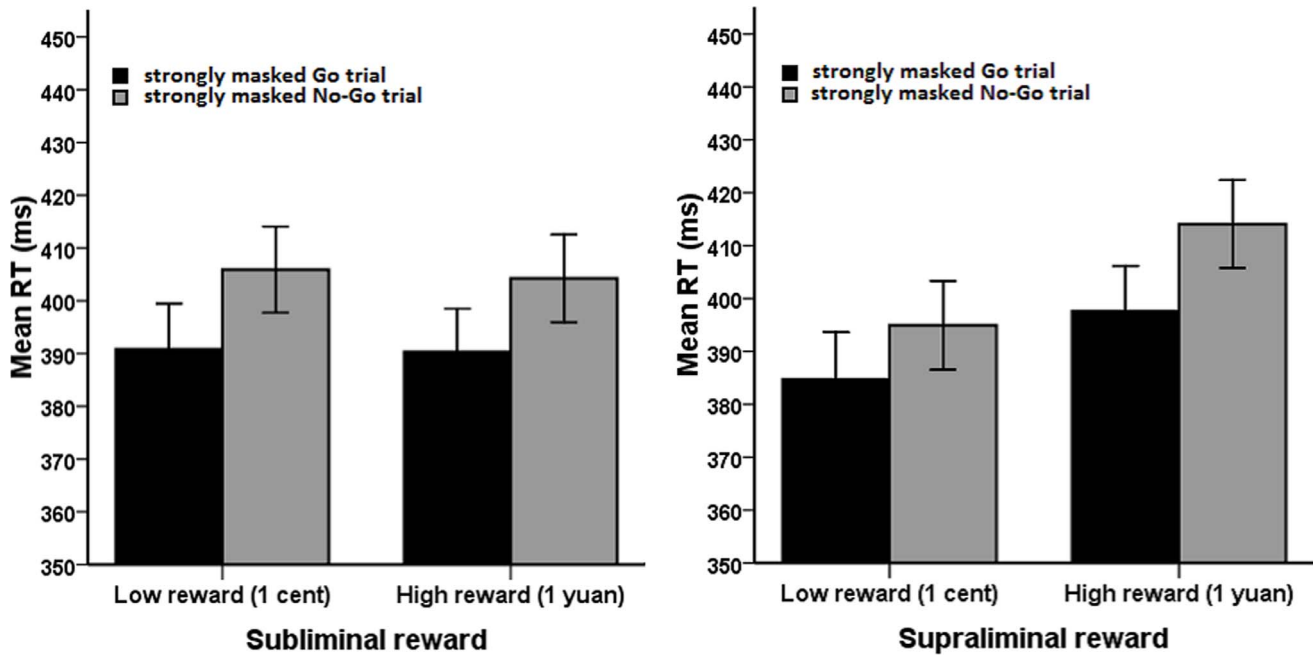 450
440
430
420
410
400
390
380
370
360
350
Mean RT (ms)
strongly masked Go trial
strongly masked No-Go trial
Low reward (1 cent) High reward (1 yuan)
Subliminal reward
450
440
430
420
410
400
390
380
370
360
350
Mean RT (ms)
strongly masked Go trial
strongly masked No-Go trial
Low reward (1 cent) High reward (1 yuan)
Supraliminal reward